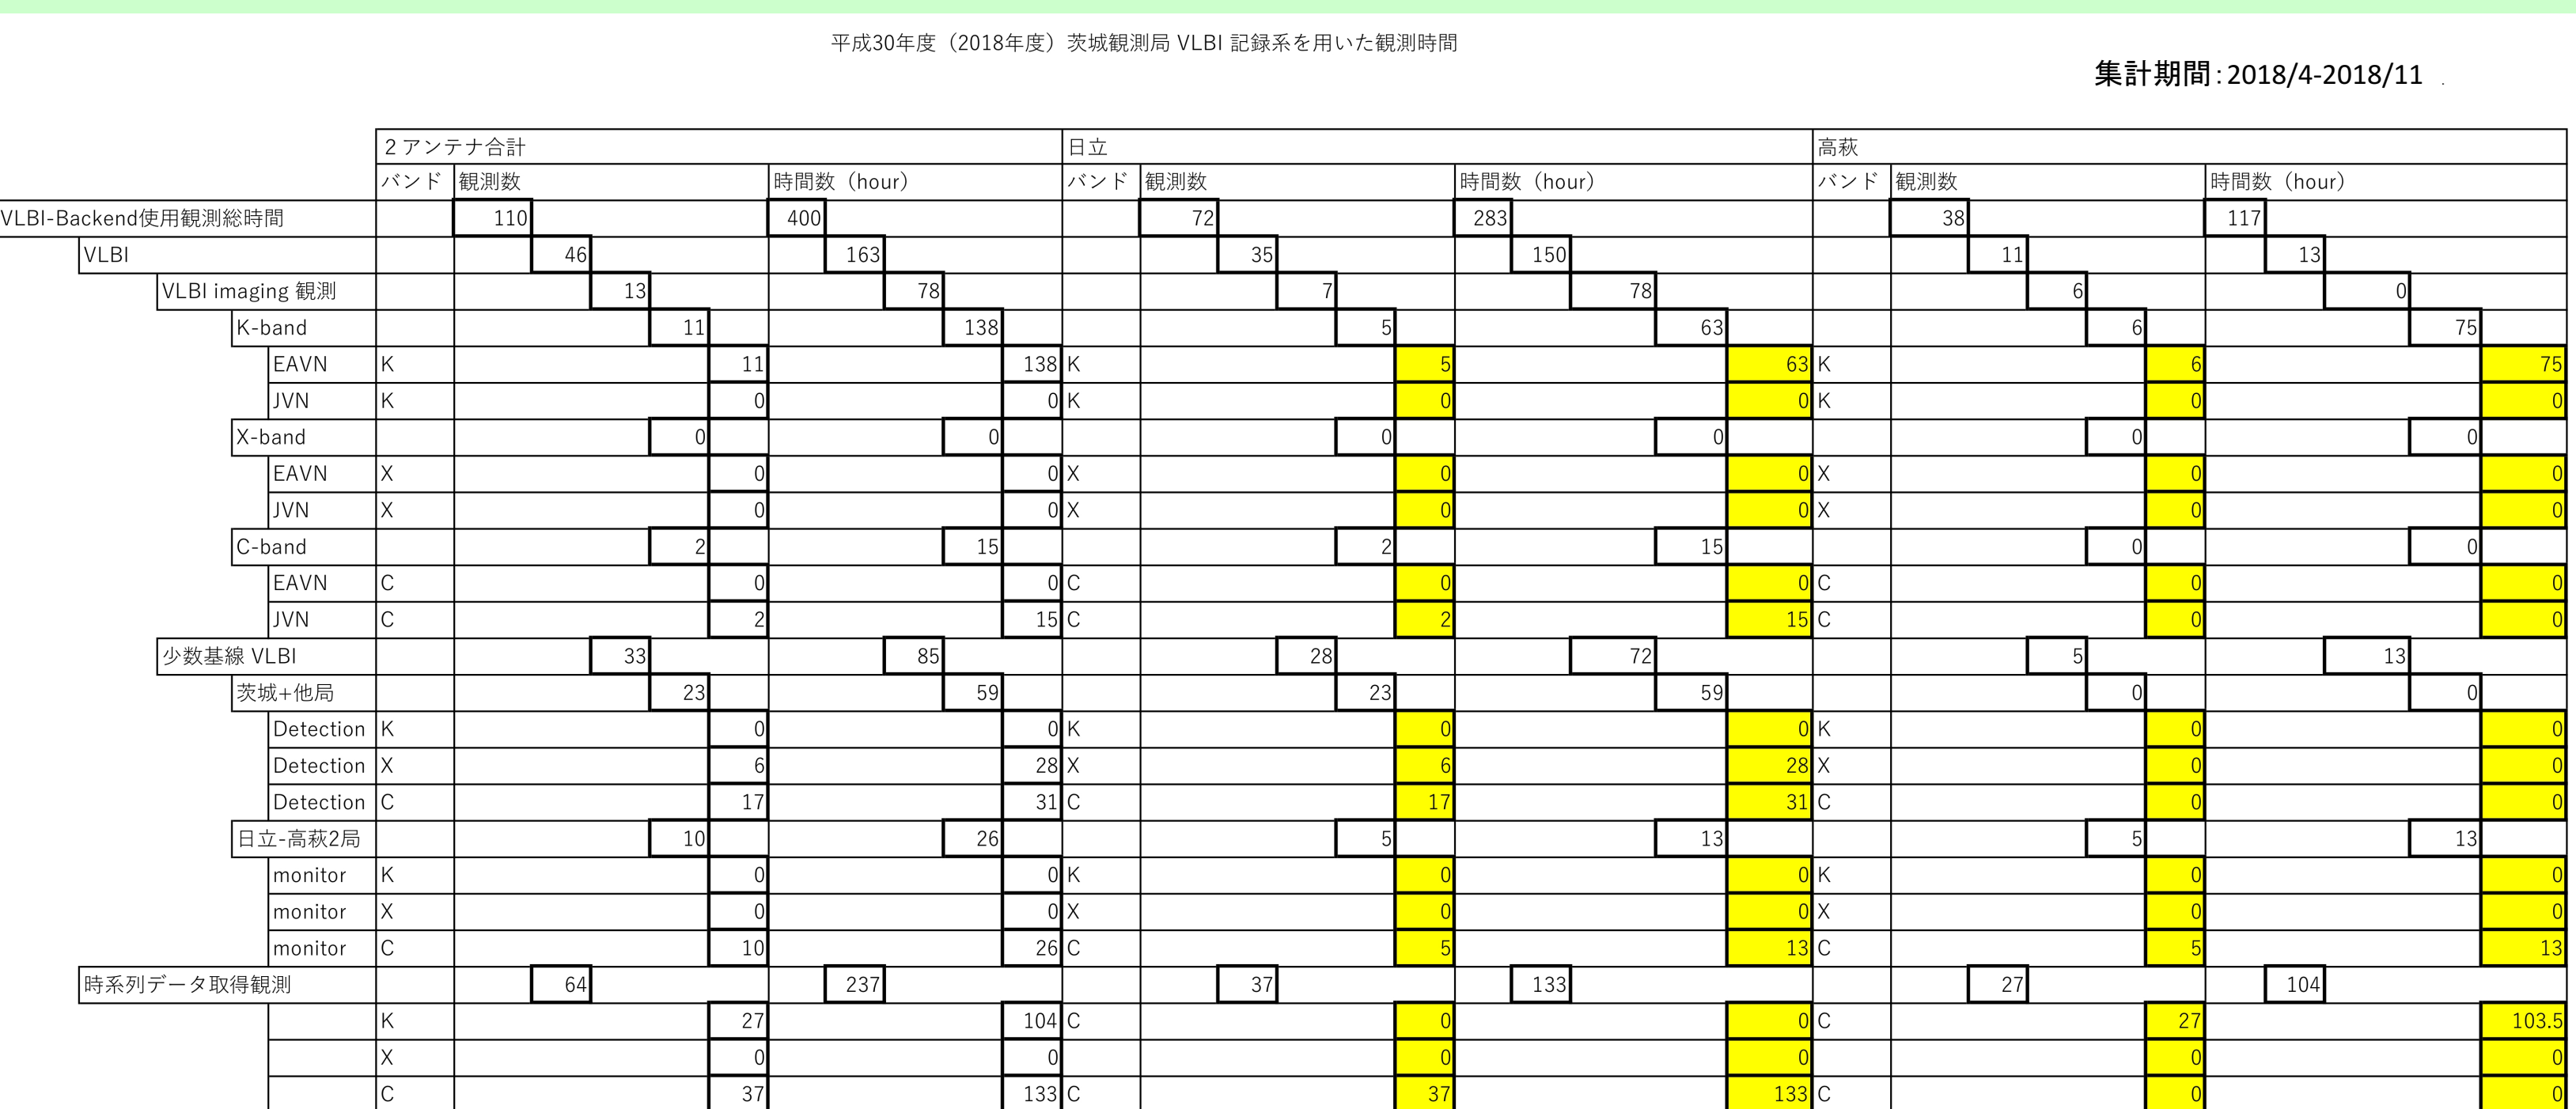 平成30年度（2018年度）茨城観測局 VLBI 記録系を用いた観測時間
集計期間：2018/4-2018/11 .
２アンテナ合計 日立 高萩
バンド 観測数 時間数（hour） バンド 観測数 時間数（hour） バンド 観測数 時間数（hour）
VLBI-Backend使用観測総時間 110 400 72 283 38 117
VLBI 46 163 35 150 11 13
VLBI imaging 観測 13 78 7 78 6 0
K-band 11 138 5 63 6 75
EAVN K 11 138 K 5 63 K 6 75
JVN K 0 0 K 0 0 K 0 0
X-band 0 0 0 0 0 0
EAVN X 0 0 X 0 0 X 0 0
JVN X 0 0 X 0 0 X 0 0
C-band 2 15 2 15 0 0
EAVN C 0 0 C 0 0 C 0 0
JVN C 2 15 C 2 15 C 0 0
少数基線 VLBI 33 85 28 72 5 13
茨城+他局 23 59 23 59 0 0
Detection K 0 0 K 0 0 K 0 0
Detection X 6 28 X 6 28 X 0 0
Detection C 17 31 C 17 31 C 0 0
日立-高萩2局 10 26 5 13 5 13
monitor K 0 0 K 0 0 K 0 0
monitor X 0 0 X 0 0 X 0 0
monitor C 10 26 C 5 13 C 5 13
時系列データ取得観測 64 237 37 133 27 104
K 27 104 C 0 0 C 27 103.5
X 0 0 0 0 0 0
C 37 133 C 37 133 C 0 0